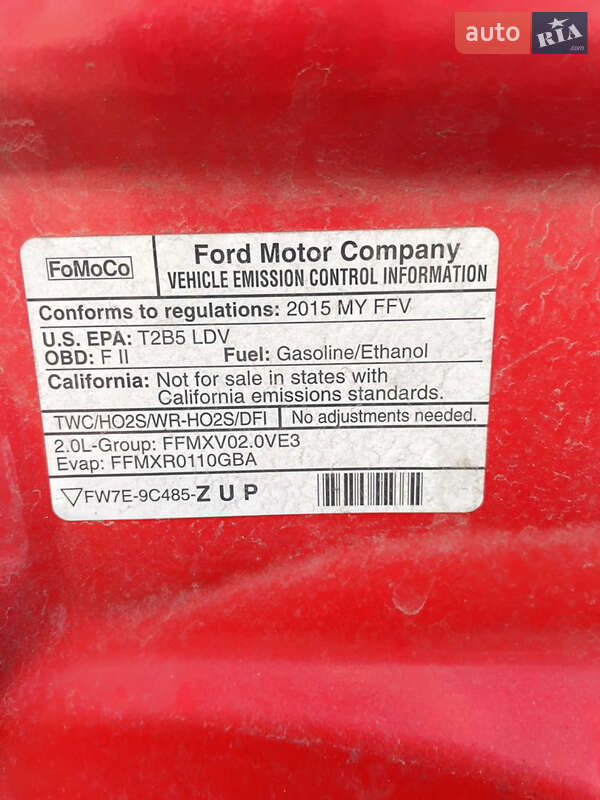 auto RIA.com
FoMoCo
Ford Motor Company
VEHICLE EMISSION CONTROL INFORMATION
Conforms to regulations: 2015 MY FFV
U.S. EPA: T2B5 LDV
OBD: F II Fuel: Gasoline/Ethanol
California: Not for sale in states with
California emissions standards.
TWC/HO2S/WR-HO2S/DFI No adjustments needed.
2.0L-Group: FFMXV02.0VE3
Evap: FFMXR0110GBA
FW7E-9C485-ZUP